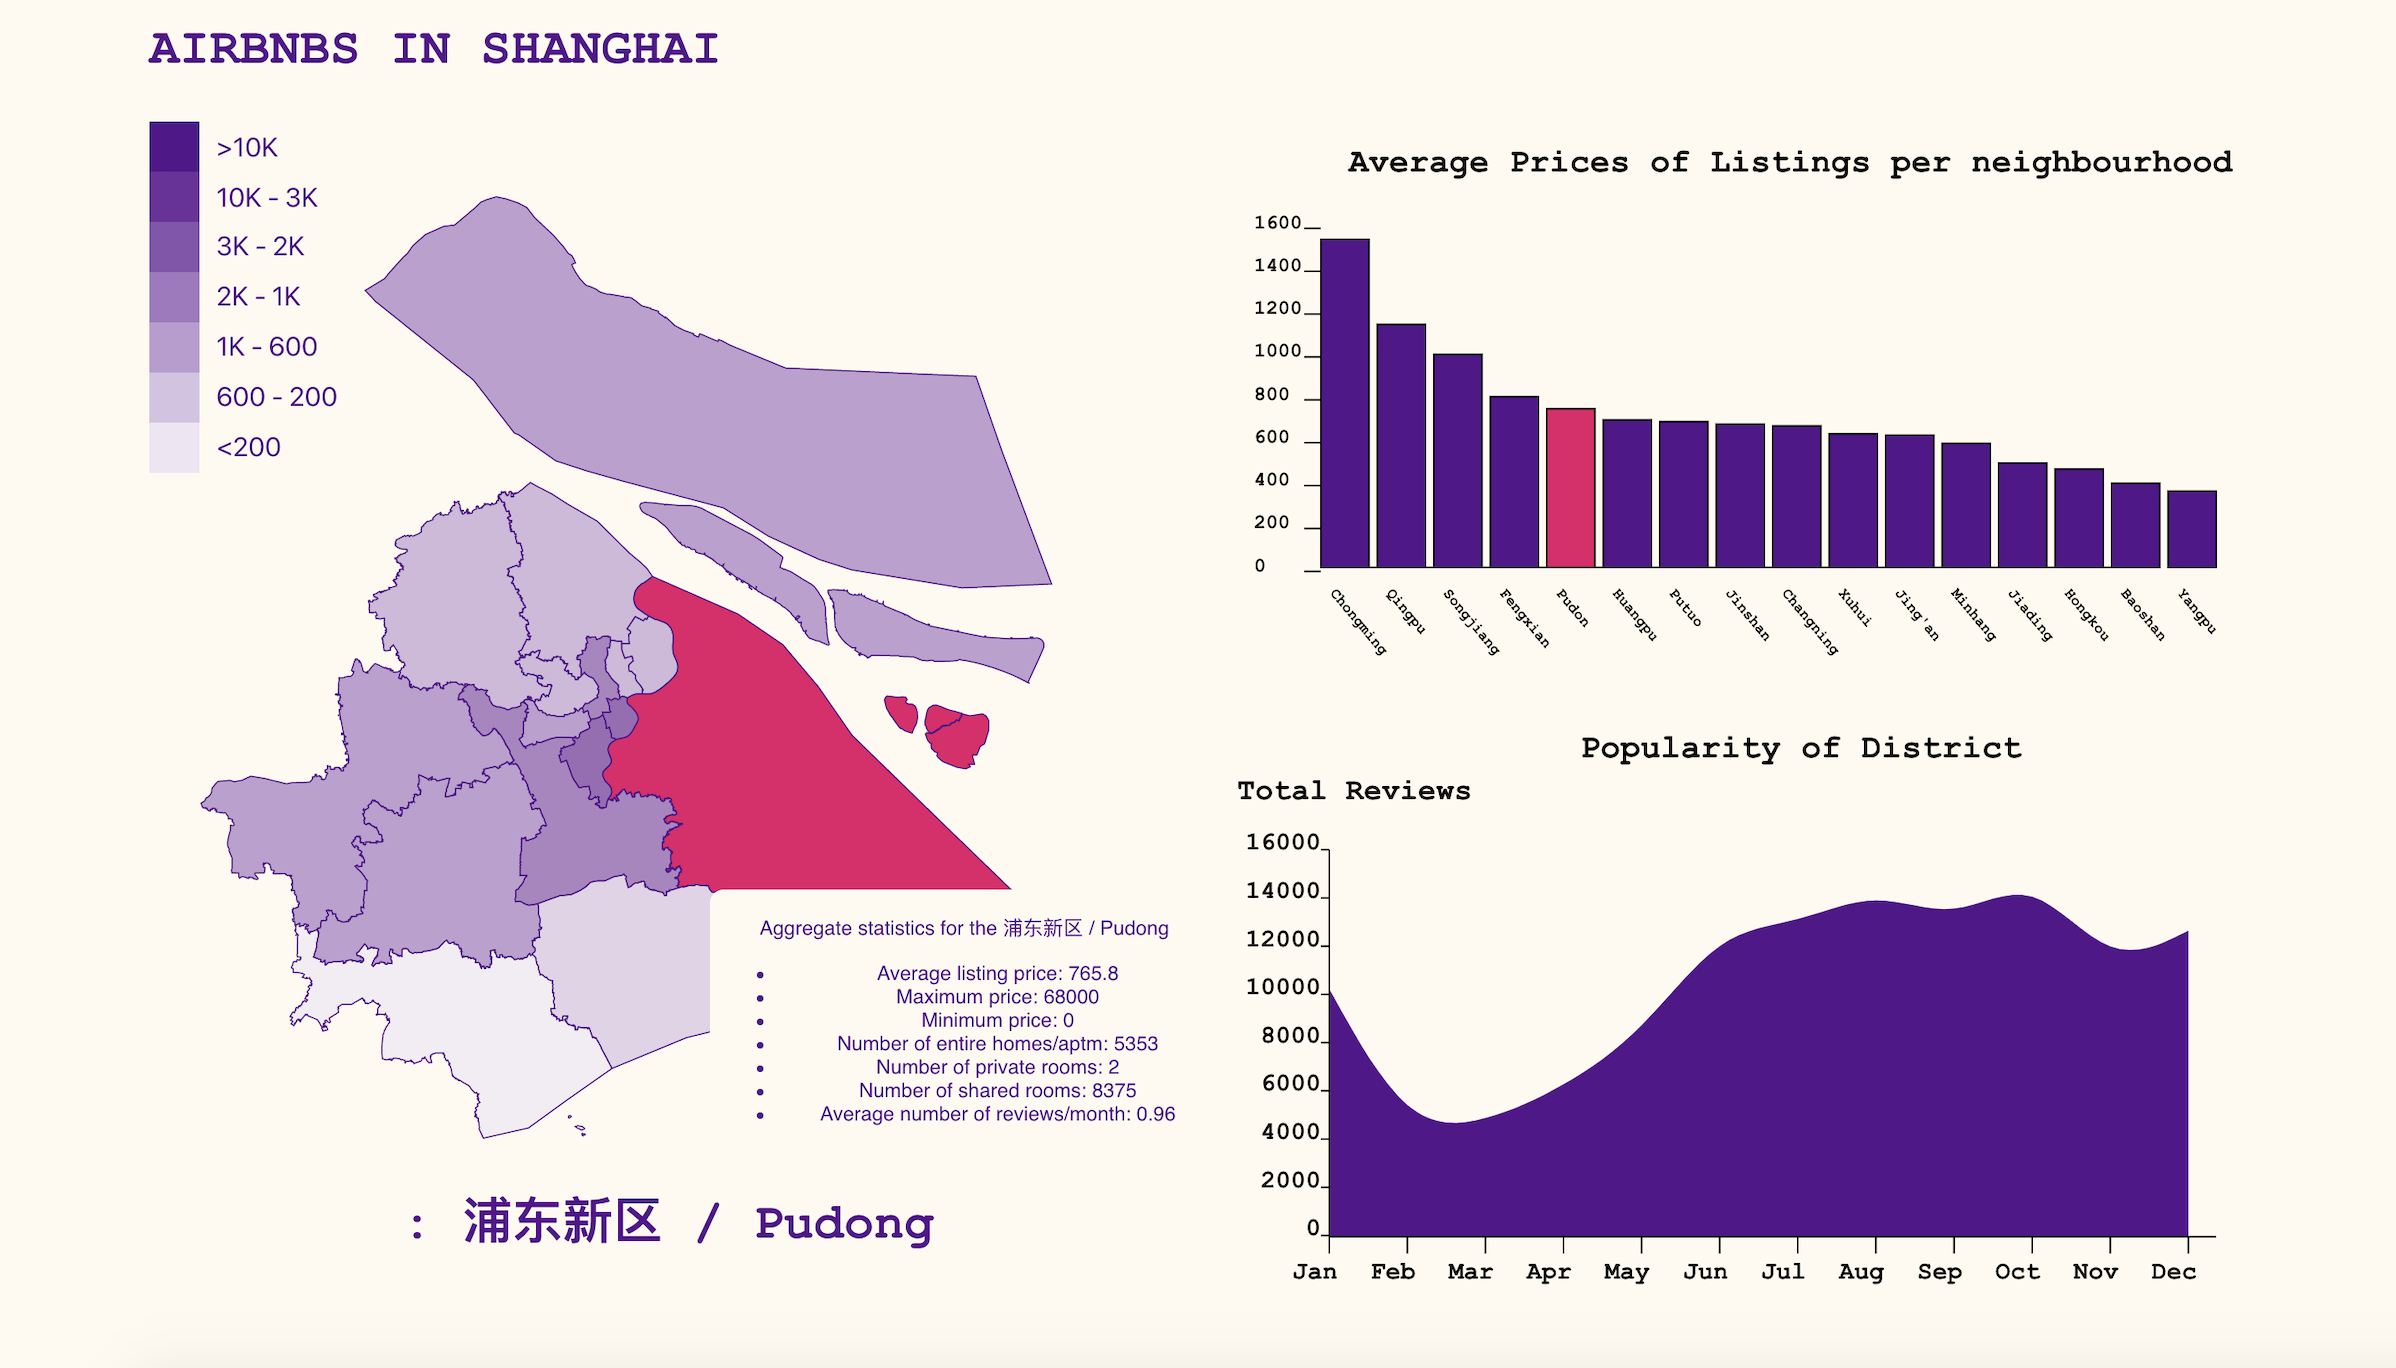 AIRBNBS IN SHANGHAI
>10K
10K - 3K
3K - 2K
2K - 1K
1K - 600
600 - 200
<200
Aggregate statistics for the 浦东新区 / Pudong
• Average listing price: 765.8
• Maximum price: 68000
• Minimum price: 0
• Number of entire homes/aptm: 5353
• Number of private rooms: 2
• Number of shared rooms: 8375
• Average number of reviews/month: 0.96
: 浦东新区 / Pudong
Average Prices of Listings per neighbourhood
1600
1400
1200
1000
800
600
400
200
0
Chongming
Qingpu
Songjiang
Fengxian
Pudon
Huangpu
Putuo
Jinshan
Changning
Xuhui
Jing'an
Minhang
Jiading
Hongkou
Baoshan
Yangpu
Popularity of District
Total Reviews
16000
14000
12000
10000
8000
6000
4000
2000
0
Jan Feb Mar Apr May Jun Jul Aug Sep Oct Nov Dec